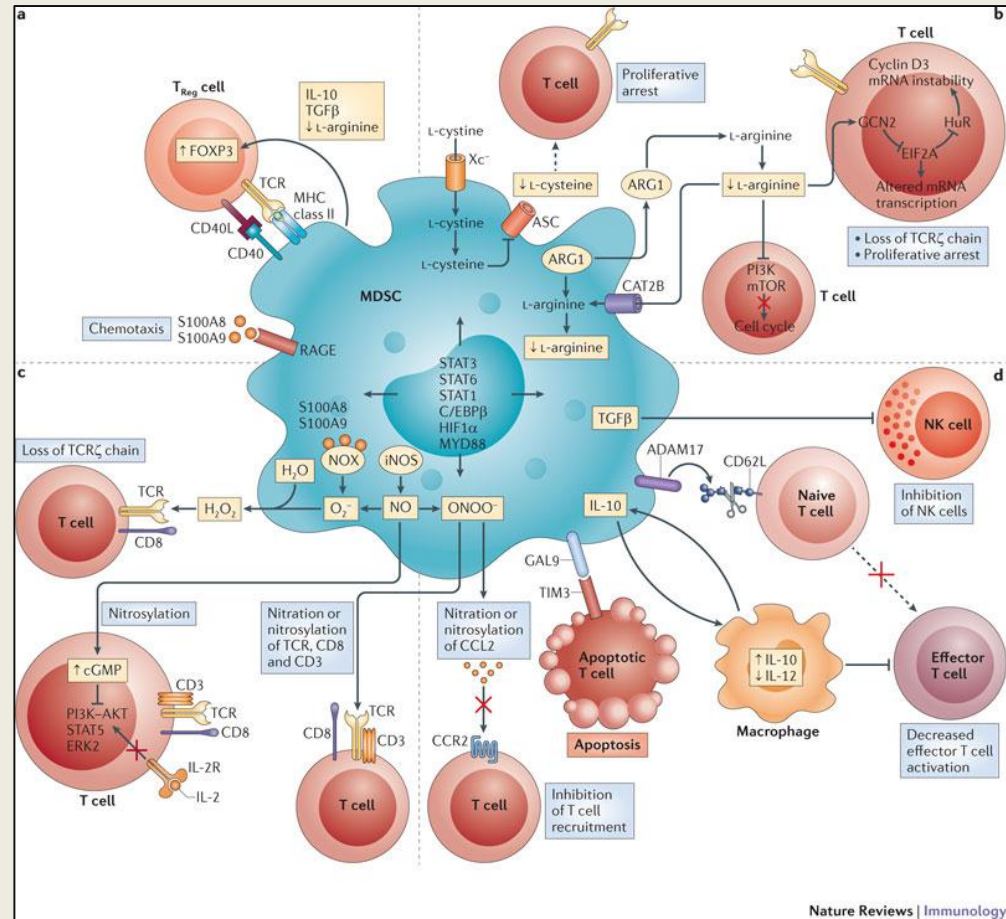 a
T_Reg cell
↑ FOXP3
IL-10
TGFβ
↓ L-arginine
TCR
MHC
class II
CD40L
CD40
Chemotaxis
S100A8
S100A9
RAGE
MDSC
b
T cell
Proliferative
arrest
L-cystine
Xc⁻
L-cystine
L-cysteine
↓ L-cysteine
ASC
ARG1
ARG1
L-arginine
↓ L-arginine
CAT2B
L-arginine
↓ L-arginine
T cell
Cyclin D3
mRNA instability
GCN2
HuR
EIF2A
Altered mRNA
transcription
• Loss of TCRζ chain
• Proliferative arrest
PI3K
mTOR
Cell cycle
T cell
STAT3
STAT6
STAT1
C/EBPβ
HIF1α
MYD88
c
S100A8
S100A9
NOX
iNOS
H₂O
O₂⁻
NO
ONOO⁻
H₂O₂
Loss of TCRζ chain
T cell
TCR
CD8
Nitrosylation
↑ cGMP
PI3K–AKT
STAT5
ERK2
CD3
TCR
CD8
IL-2R
IL-2
T cell
Nitration or
nitrosylation
of TCR, CD8
and CD3
CD8
TCR
CD3
T cell
d
Nitration or
nitrosylation
of CCL2
CCR2
T cell
Inhibition
of T cell
recruitment
TGFβ
NK cell
Inhibition
of NK cells
ADAM17
CD62L
Naive
T cell
IL-10
GAL9
TIM3
Apoptotic
T cell
Apoptosis
↑ IL-10
↓ IL-12
Macrophage
Effector
T cell
Decreased
effector T cell
activation
Nature Reviews | Immunology